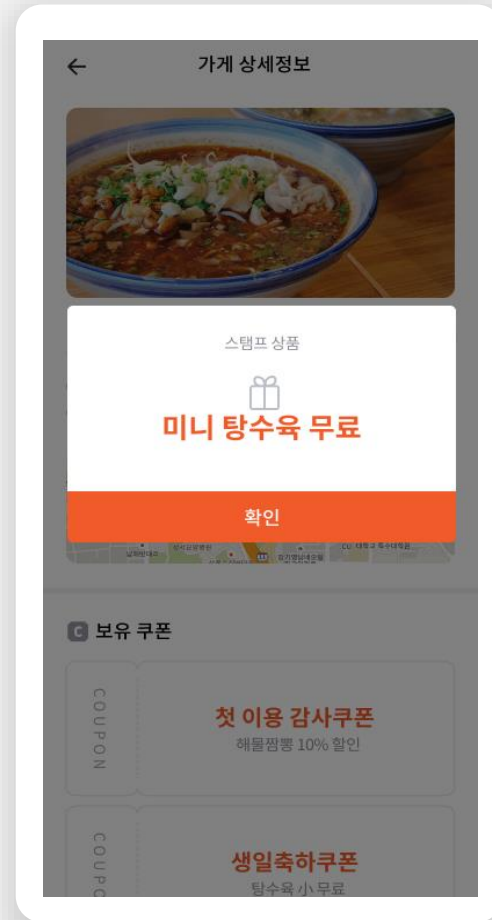 가게 상세정보
스탬프 상품
미니 탕수육 무료
확인
C 보유 쿠폰
COUPON
첫 이용 감사쿠폰
해물짬뽕 10% 할인
COUPO
생일축하쿠폰
탕수육 小 무료